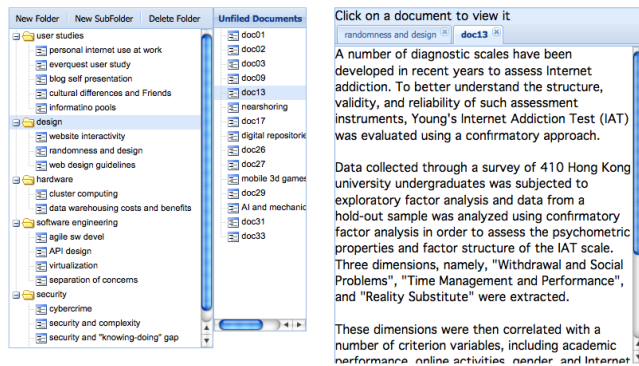 New Folder New SubFolder Delete Folder
user studies
personal internet use at work
everquest user study
blog self presentation
cultural differences and Friends
informatino pools
design
website interactivity
randomness and design
web design guidelines
hardware
cluster computing
data warehousing costs and benefits
software engineering
agile sw devel
API design
virtualization
separation of concerns
security
cybercrime
security and complexity
security and "knowing-doing" gap
Unfiled Documents
doc01
doc02
doc03
doc09
doc13
nearshoring
doc17
digital repositorie
doc26
doc27
mobile 3d games
doc29
AI and mechanic
doc31
doc33
Click on a document to view it
randomness and design doc13
A number of diagnostic scales have been
developed in recent years to assess Internet
addiction. To better understand the structure,
validity, and reliability of such assessment
instruments, Young's Internet Addiction Test (IAT)
was evaluated using a confirmatory approach.
Data collected through a survey of 410 Hong Kong
university undergraduates was subjected to
exploratory factor analysis and data from a
hold-out sample was analyzed using confirmatory
factor analysis in order to assess the psychometric
properties and factor structure of the IAT scale.
Three dimensions, namely, "Withdrawal and Social
Problems", "Time Management and Performance",
and "Reality Substitute" were extracted.
These dimensions were then correlated with a
number of criterion variables, including academic
performance, online activities, gender, and Internet